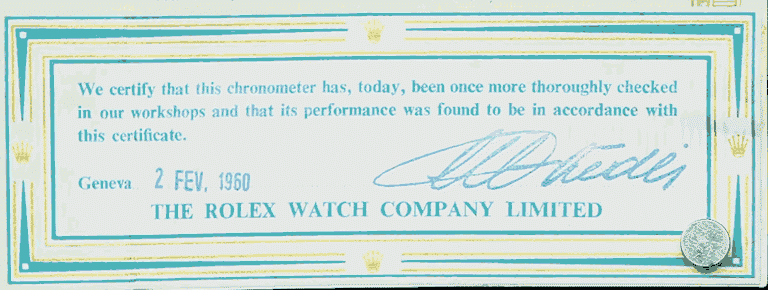 We certify that this chronometer has, today, been once more thoroughly checked
in our workshops and that its performance was found to be in accordance with
this certificate.
Geneva 2 FEV. 1960
THE ROLEX WATCH COMPANY LIMITED